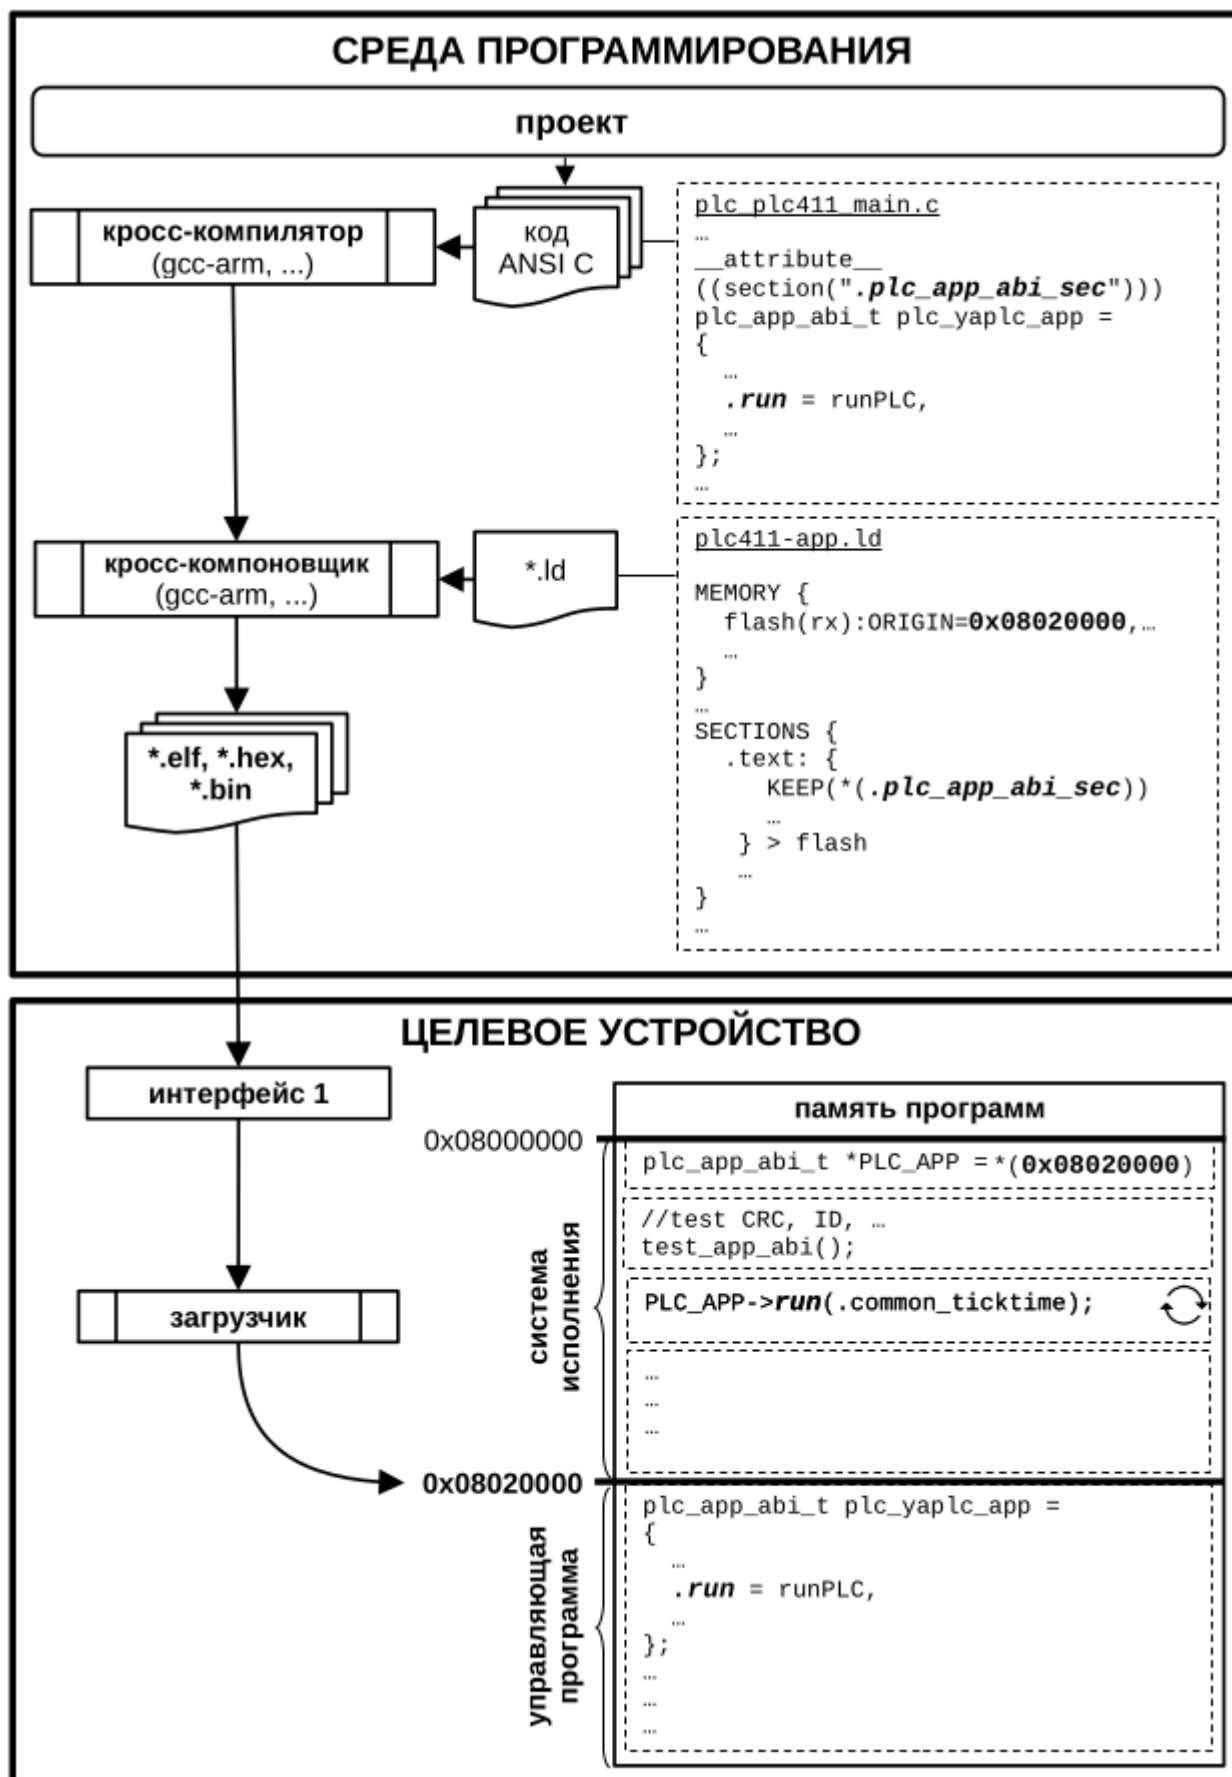 СРЕДА ПРОГРАММИРОВАНИЯ
проект
код
ANSI C
кросс-компилятор
(gcc-arm, ...)
plc_plc411_main.c
…
__attribute__
((section(".plc_app_abi_sec")))
plc_app_abi_t plc_yaplc_app =
{
…
.run = runPLC,
…
};
…
кросс-компоновщик
(gcc-arm, ...)
*.ld
plc411-app.ld
MEMORY {
flash(rx):ORIGIN=0x08020000,…
…
}
…
SECTIONS {
.text: {
KEEP(*(.plc_app_abi_sec))
…
} > flash
…
}
…
*.elf, *.hex,
*.bin
ЦЕЛЕВОЕ УСТРОЙСТВО
интерфейс 1
загрузчик
память программ
0x08000000
система
исполнения
plc_app_abi_t *PLC_APP = *(0x08020000)
//test CRC, ID, …
test_app_abi();
PLC_APP->run(.common_ticktime);
…
…
…
0x08020000
управляющая
программа
plc_app_abi_t plc_yaplc_app =
{
…
.run = runPLC,
…
};
…
…
…